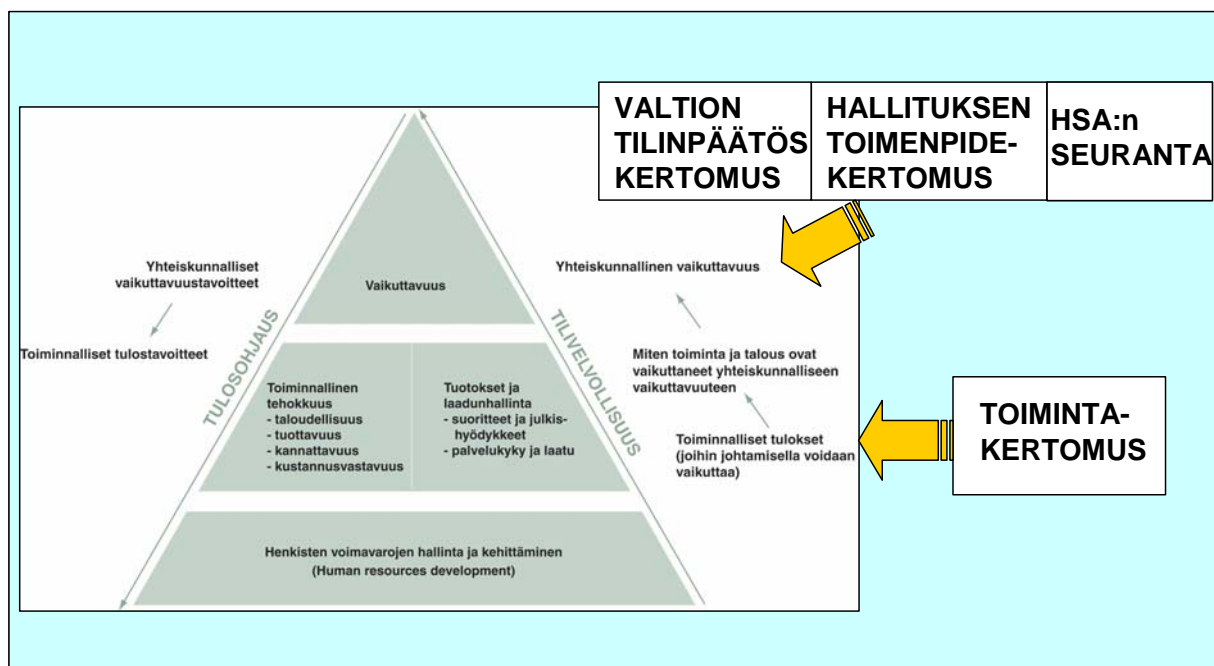 VALTION
TILINPÄÄTÖS
KERTOMUS
HALLITUKSEN
TOIMENPIDE-
KERTOMUS
HSA:n
SEURANTA
Yhteiskunnalliset
vaikuttavuustavoitteet
Toiminnalliset tulostavoitteet
TULOSOHJAUS
Vaikuttavuus
Toiminnallinen
tehokkuus
- taloudellisuus
- tuottavuus
- kannattavuus
- kustannusvastavuus
Tuotokset ja
laadunhallinta
- suoritteet ja julkis-
hyödykkeet
- palvelukyky ja laatu
Henkisten voimavarojen hallinta ja kehittäminen
(Human resources development)
TILIVELVOLLISUUS
Yhteiskunnallinen vaikuttavuus
Miten toiminta ja talous ovat
vaikuttaneet yhteiskunnalliseen
vaikuttavuuteen
Toiminnalliset tulokset
(joihin johtamisella voidaan
vaikuttaa)
TOIMINTA-
KERTOMUS